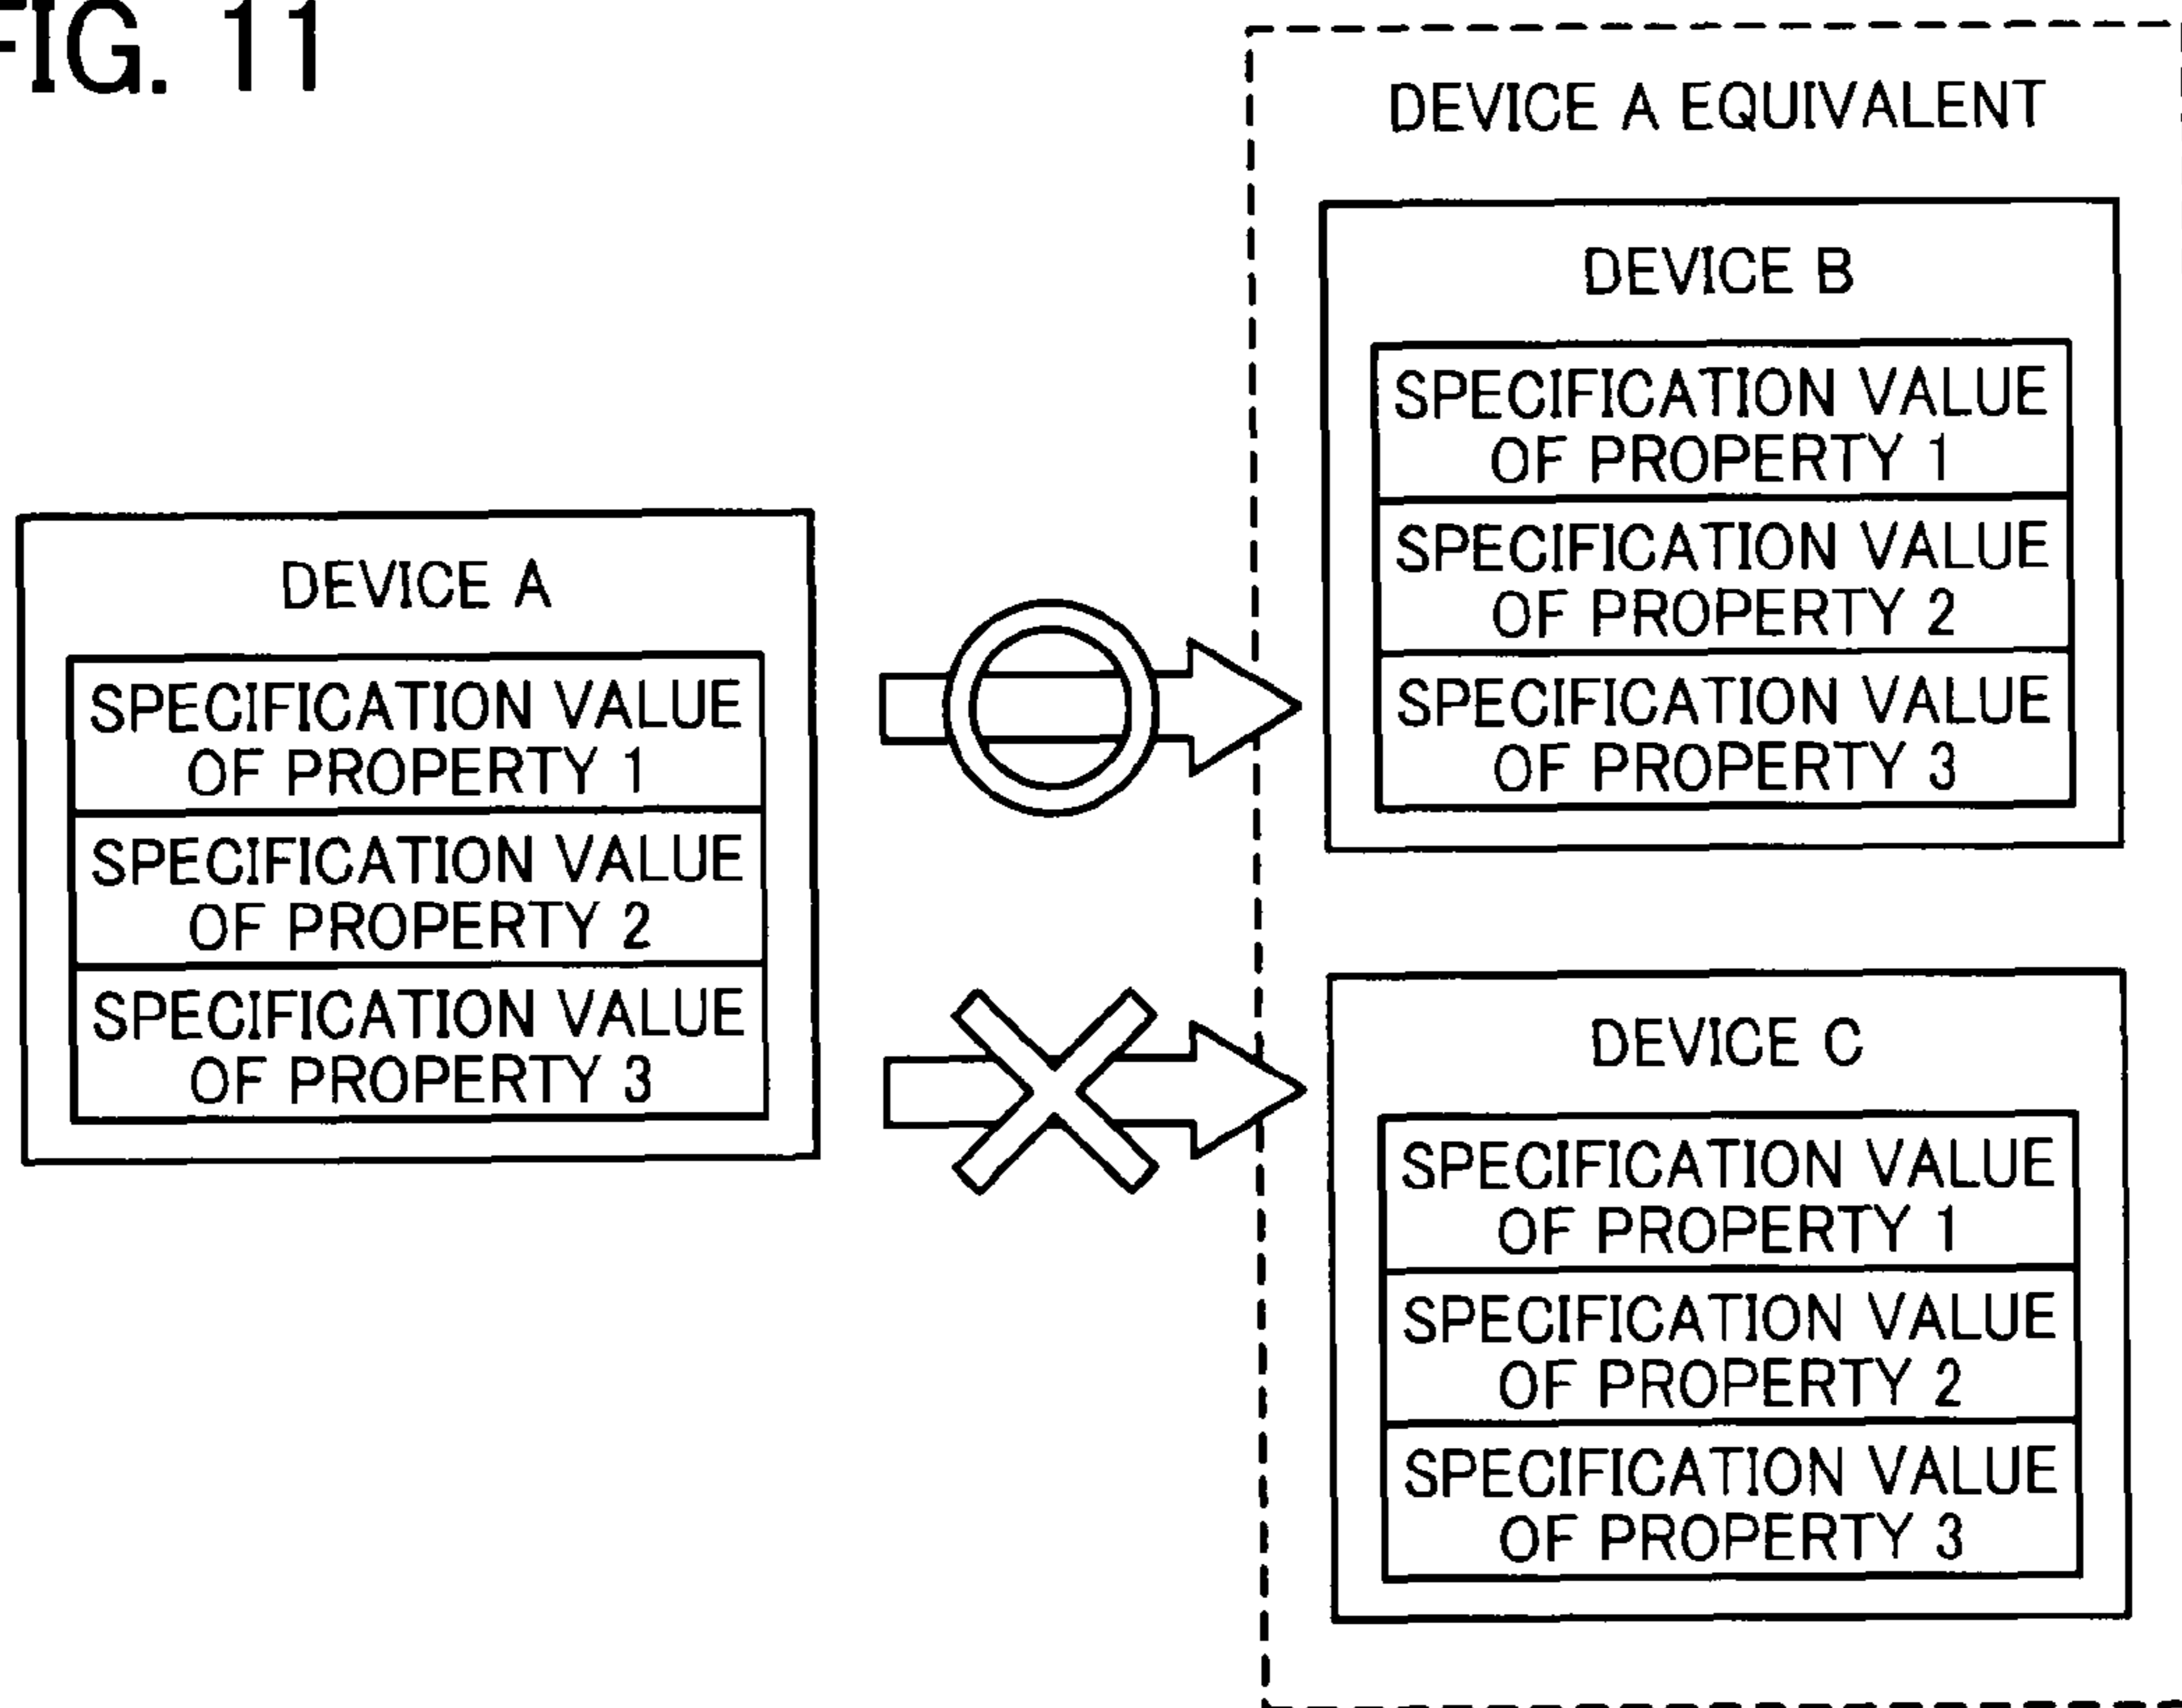 FIG. 11
DEVICE A EQUIVALENT
DEVICE B
SPECIFICATION VALUE
OF PROPERTY 1
SPECIFICATION VALUE
OF PROPERTY 2
SPECIFICATION VALUE
OF PROPERTY 3
DEVICE A
SPECIFICATION VALUE
OF PROPERTY 1
SPECIFICATION VALUE
OF PROPERTY 2
SPECIFICATION VALUE
OF PROPERTY 3
DEVICE C
SPECIFICATION VALUE
OF PROPERTY 1
SPECIFICATION VALUE
OF PROPERTY 2
SPECIFICATION VALUE
OF PROPERTY 3